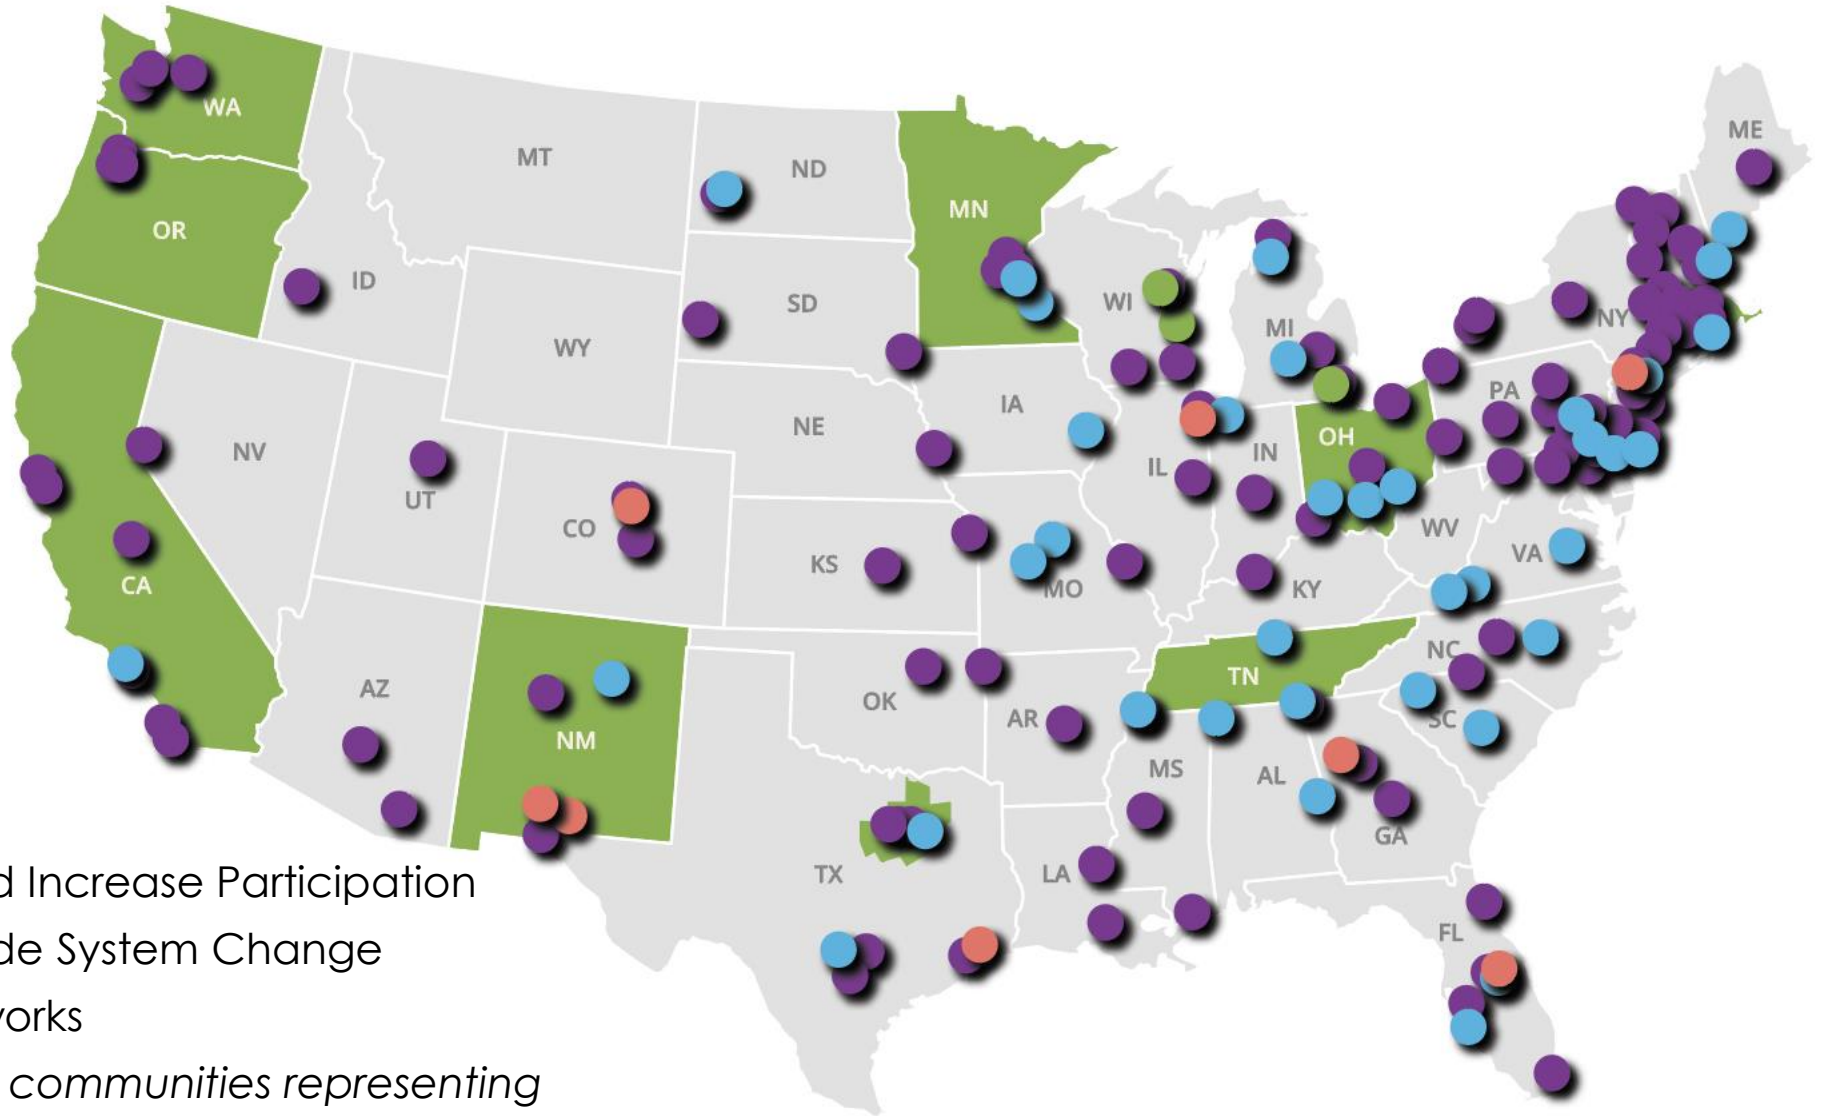 WA
MT
ND
MN
ME
OR
ID
SD
WI
MI
NY
WY
IA
PA
NE
OH
NV
UT
CO
IL
IN
WV
VA
CA
KS
MO
KY
NC
AZ
NM
OK
AR
TN
SC
MS
AL
GA
TX
LA
FL
d Increase Participation
de System Change
works
communities representing